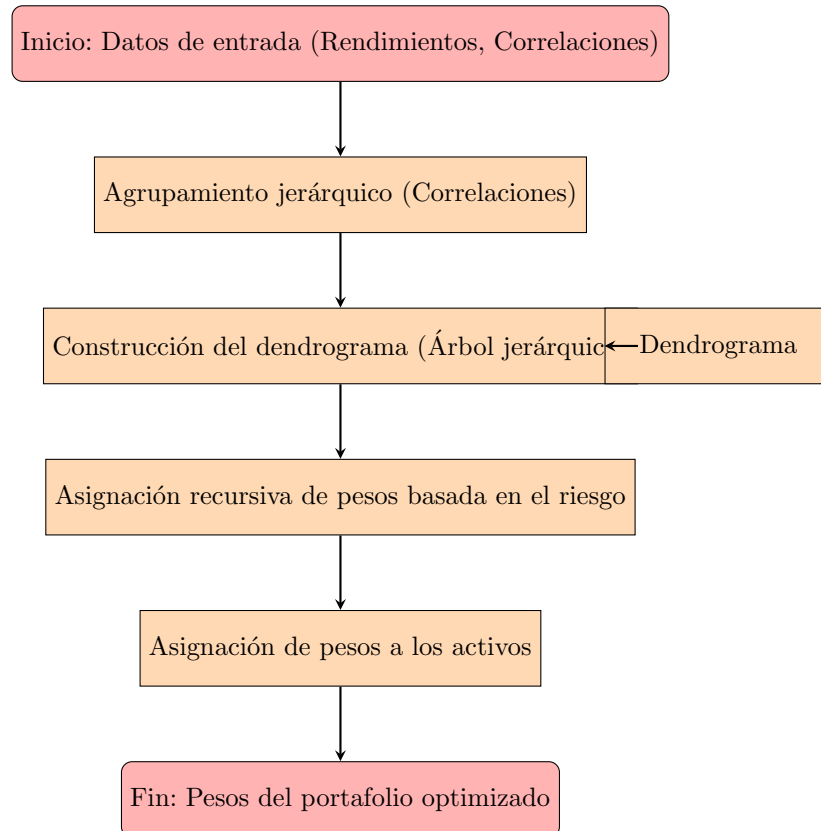 Inicio: Datos de entrada (Rendimientos, Correlaciones)
Agrupamiento jerárquico (Correlaciones)
Construcción del dendrograma (Árbol jerárquic
Dendrograma
Asignación recursiva de pesos basada en el riesgo
Asignación de pesos a los activos
Fin: Pesos del portafolio optimizado